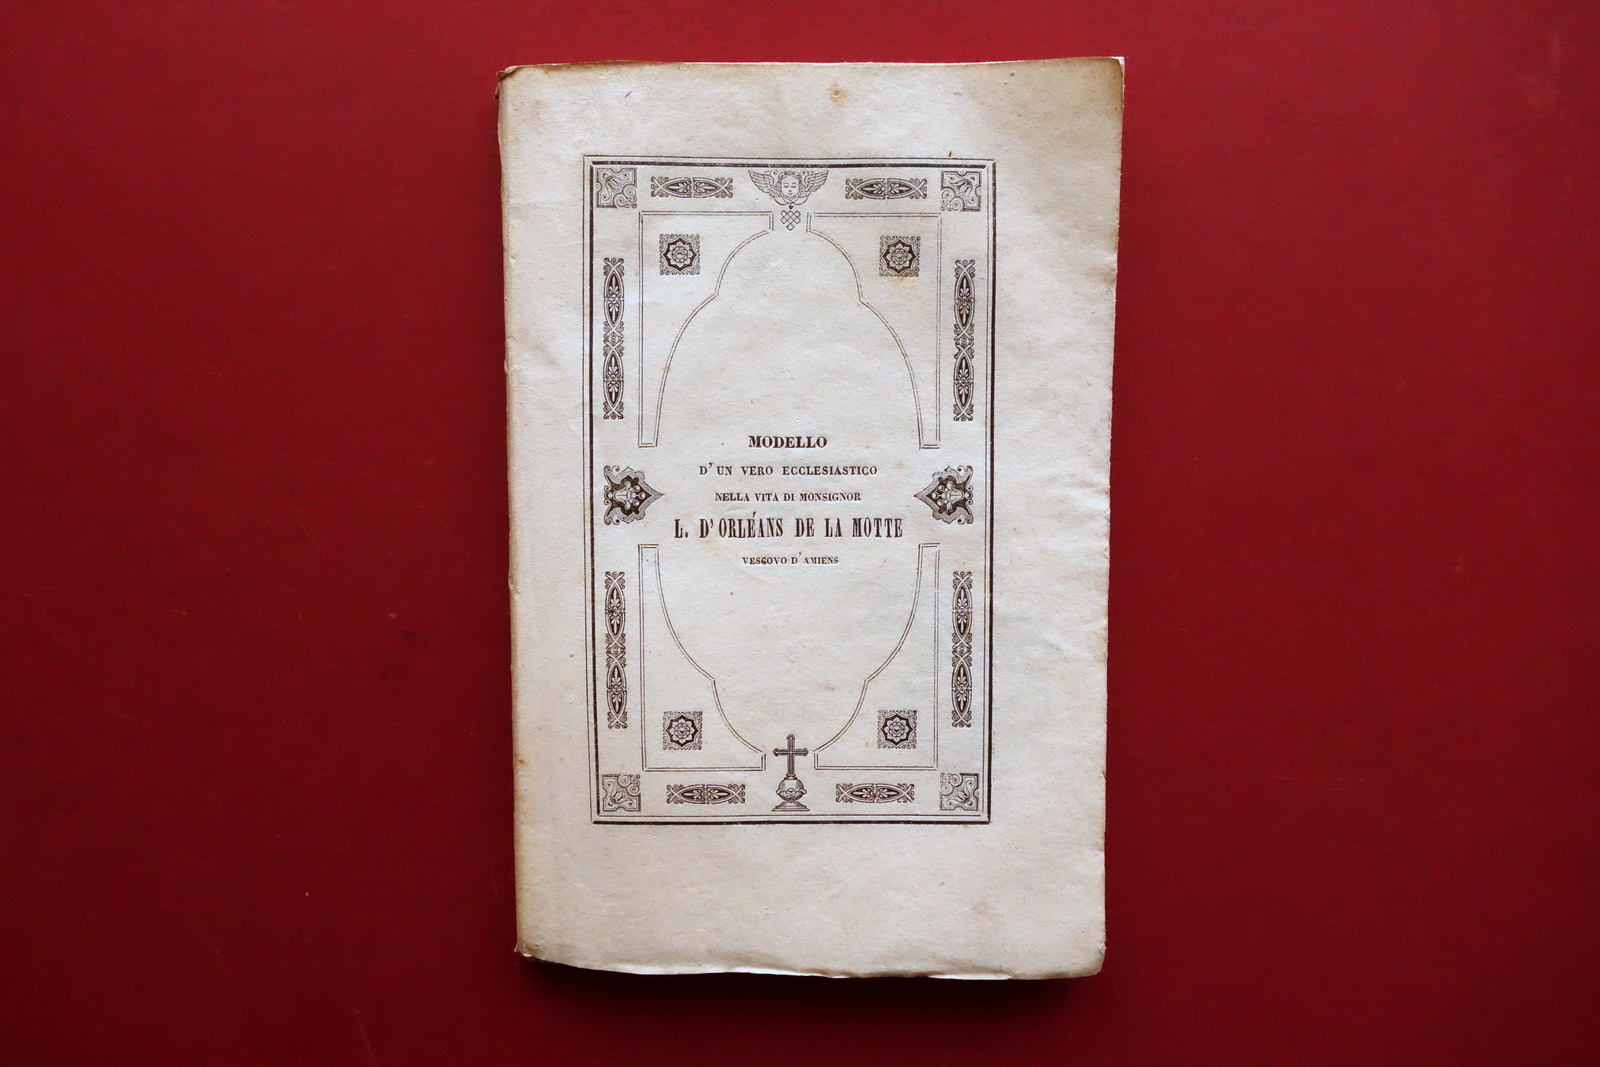 MODELLO
D' UN VERO ECCLESIASTICO
NELLA VITA DI MONSIGNOR
L. D' ORLÉANS DE LA MOTTE
VESCOVO D' AMIENS